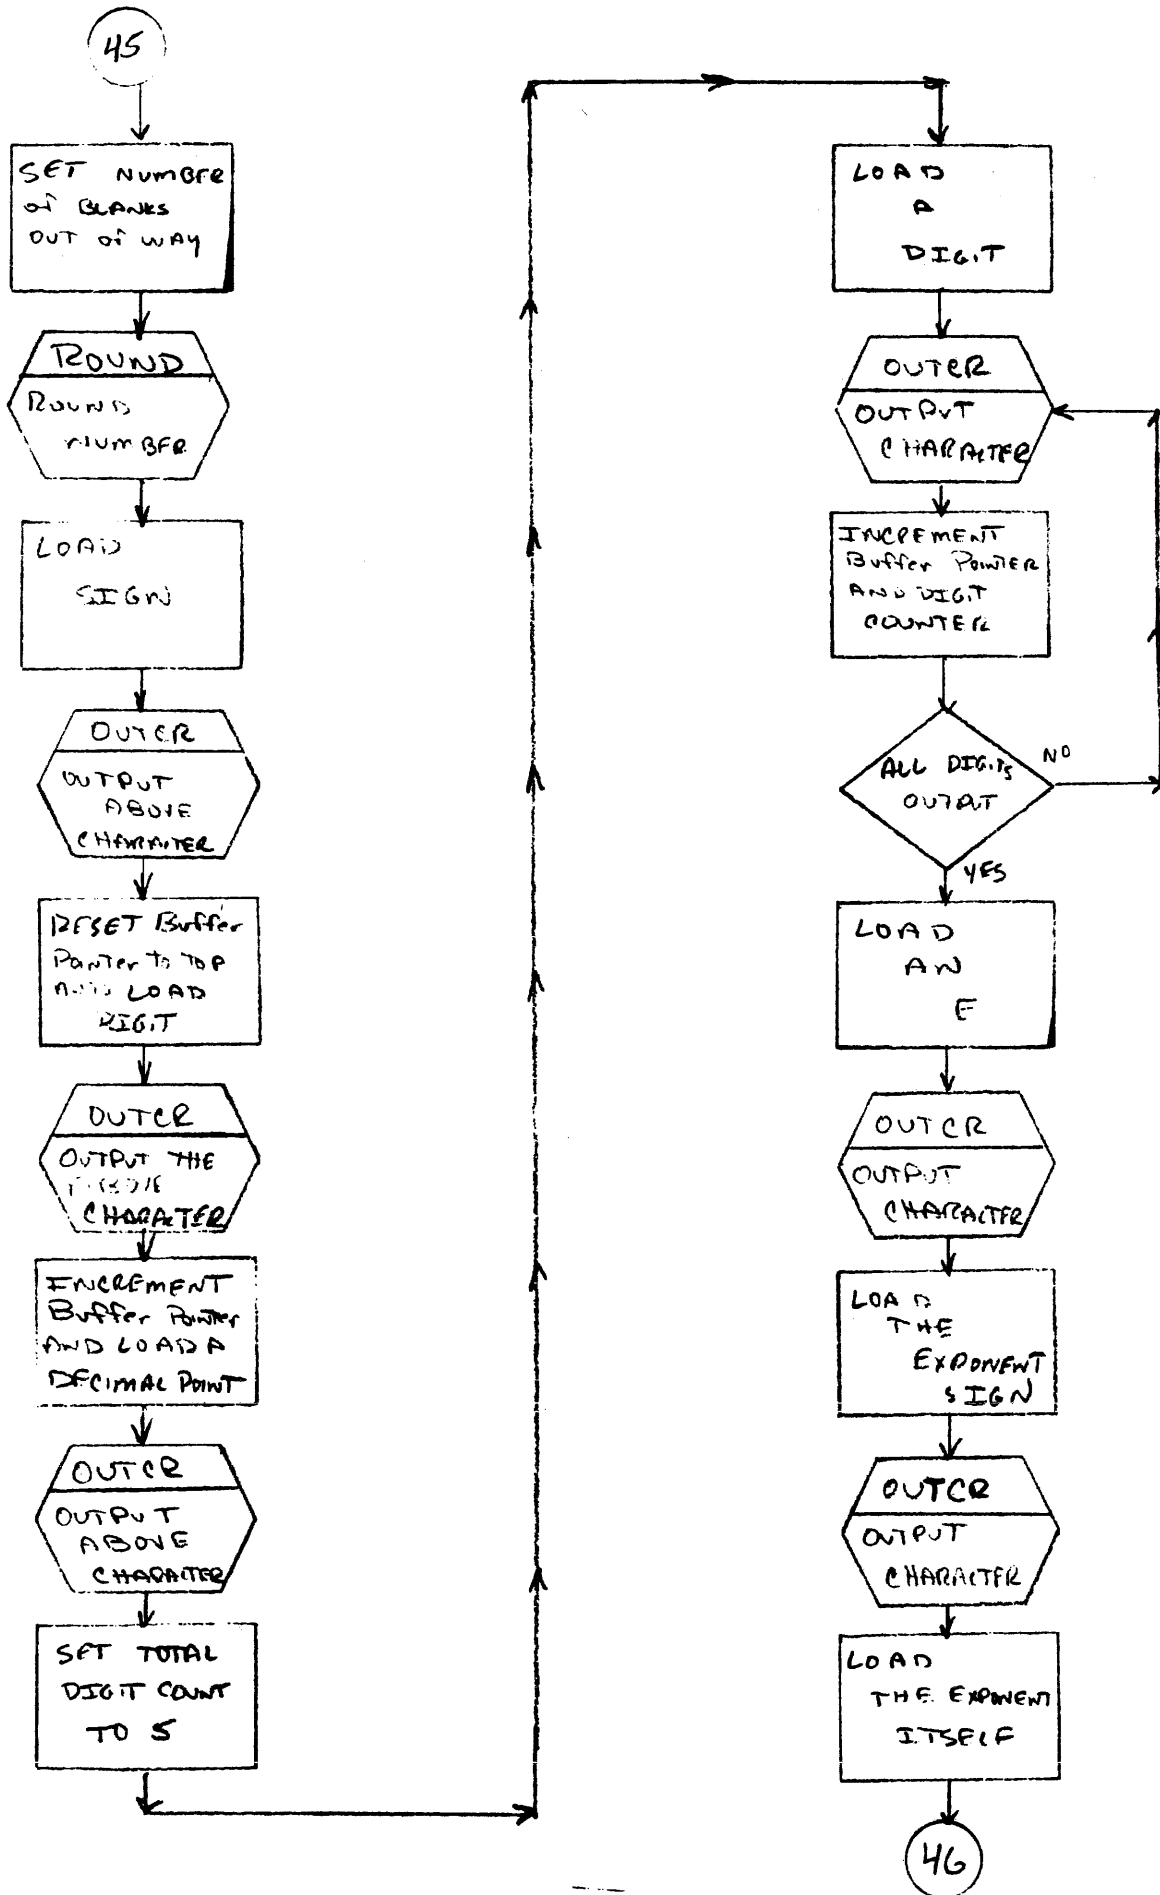 45
SET NUMBER
OF BLANKS
OUT OF WAY
ROUND
ROUND
NUMBER
LOAD
SIGN
OUTCR
OUTPUT
ABOVE
CHARACTER
RESET Buffer
Pointer To TOP
AND LOAD
DIGIT
OUTCR
OUTPUT THE
ABOVE
CHARACTER
INCREMENT
Buffer Pointer
AND LOAD A
DECIMAL POINT
OUTCR
OUTPUT
ABOVE
CHARACTER
SET TOTAL
DIGIT COUNT
TO 5
LOAD
A
DIGIT
OUTCR
OUTPUT
CHARACTER
INCREMENT
Buffer POINTER
AND DIGIT
COUNTER
ALL DIGITS
OUTPUT
NO
YES
LOAD
AN
E
OUTCR
OUTPUT
CHARACTER
LOAD
THE
EXPONENT
SIGN
OUTCR
OUTPUT
CHARACTER
LOAD
THE EXPONENT
ITSELF
46